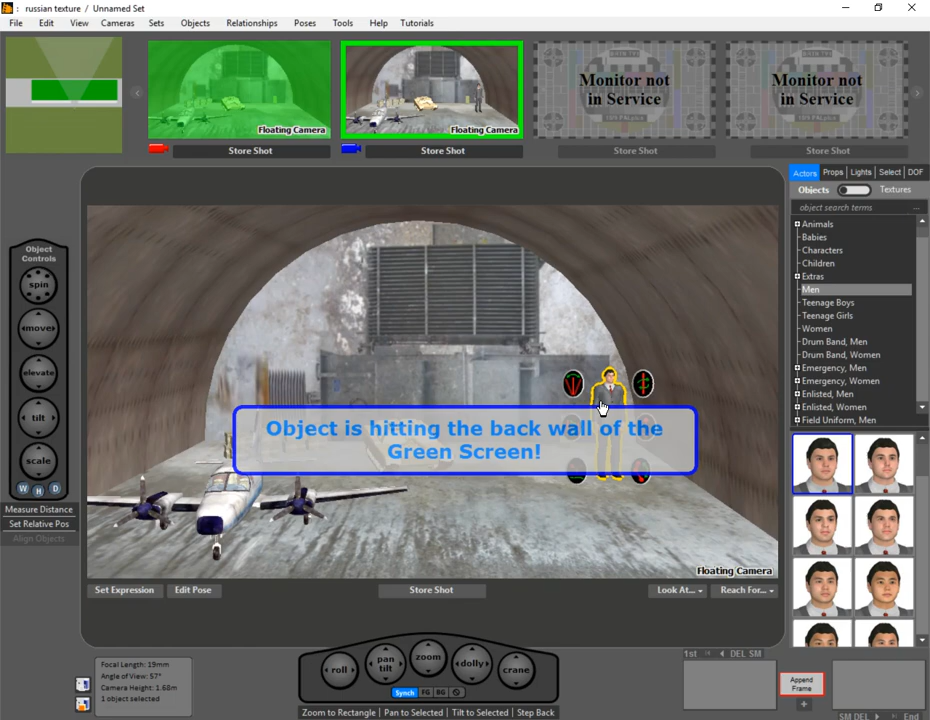 : russian texture / Unnamed Set
File Edit View Cameras Sets Objects Relationships Poses Tools Help Tutorials
Floating Camera
Floating Camera
Monitor not
in Service
Monitor not
in Service
Store Shot
Store Shot
Store Shot
Store Shot
Actors Props Lights Select DOF
Objects Textures
object search terms ...
Animals
Babies
Characters
Children
Extras
Men
Teenage Boys
Teenage Girls
Women
Drum Band, Men
Drum Band, Women
Emergency, Men
Emergency, Women
Enlisted, Men
Enlisted, Women
Field Uniform, Men
Object
Controls
spin
move
elevate
tilt
scale
W H D
Measure Distance
Set Relative Pos
Align Objects
Object is hitting the back wall of the
Green Screen!
Floating Camera
Set Expression Edit Pose Store Shot Look At... Reach For...
Focal Length: 19mm
Angle of View: 57°
Camera Height: 1.68m
1 object selected
roll
pan
tilt
zoom
dolly
crane
Synch FG BG
Zoom to Rectangle | Pan to Selected | Tilt to Selected | Step Back
1st DEL SM
Append
Frame
SM DEL End